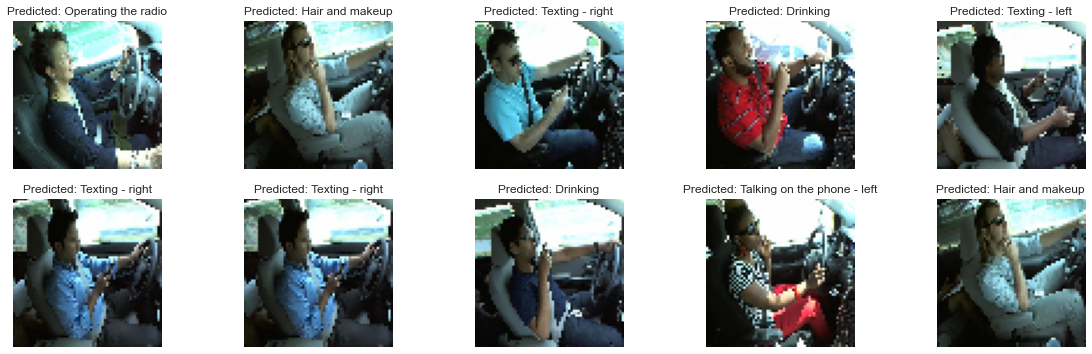 Predicted: Operating the radio
Predicted: Hair and makeup
Predicted: Texting - right
Predicted: Drinking
Predicted: Texting - left
Predicted: Texting - right
Predicted: Texting - right
Predicted: Drinking
Predicted: Talking on the phone - left
Predicted: Hair and makeup